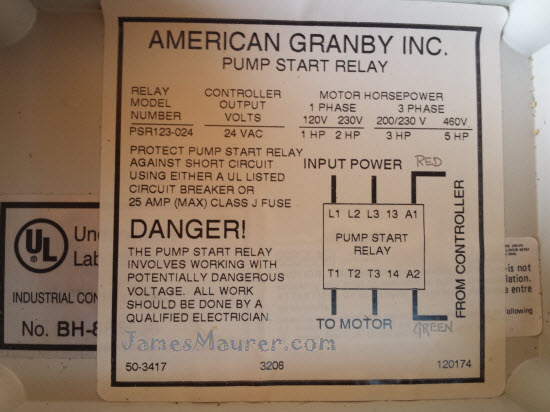 AMERICAN GRANBY INC.
PUMP START RELAY
RELAY MODEL NUMBER
CONTROLLER OUTPUT VOLTS
MOTOR HORSEPOWER
1 PHASE 3 PHASE
120V 230V 200/230 V 460V
PSR123-024 24 VAC 1 HP 2 HP 3 HP 5 HP
PROTECT PUMP START RELAY
AGAINST SHORT CIRCUIT
USING EITHER A UL LISTED
CIRCUIT BREAKER OR
25 AMP (MAX) CLASS J FUSE
DANGER!
THE PUMP START RELAY
INVOLVES WORKING WITH
POTENTIALLY DANGEROUS
VOLTAGE. ALL WORK
SHOULD BE DONE BY A
QUALIFIED ELECTRICIAN.
INPUT POWER RED
L1 L2 L3 13 A1
PUMP START RELAY
T1 T2 T3 14 A2
TO MOTOR GREEN
FROM CONTROLLER
JamesMaurer.com
50-3417 3206 120174
UL
Un
Lab
INDUSTRIAL CON
No. BH-8
e is not
dation.
e entre
following